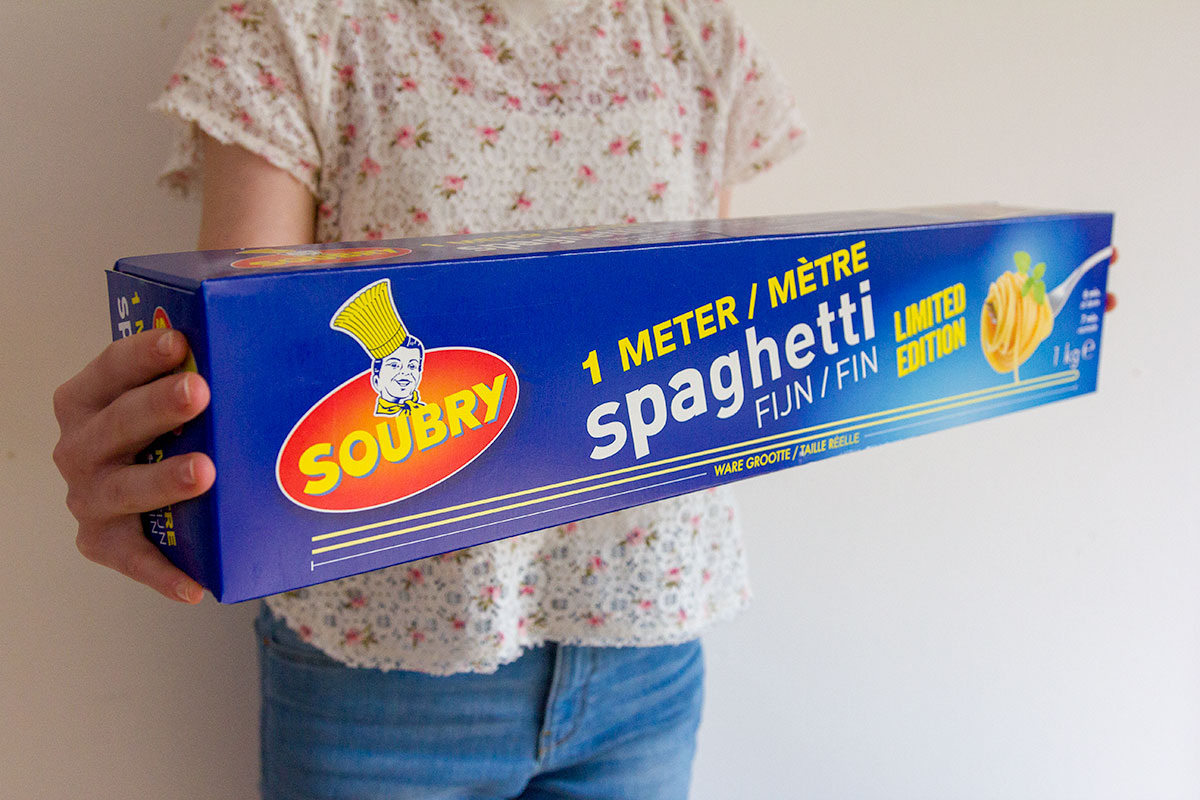 SOUBRY
1 METER / MÈTRE
spaghetti
FIJN / FIN
LIMITED
EDITION
1 kg e
WARE GROOTTE / TAILLE RÉELLE